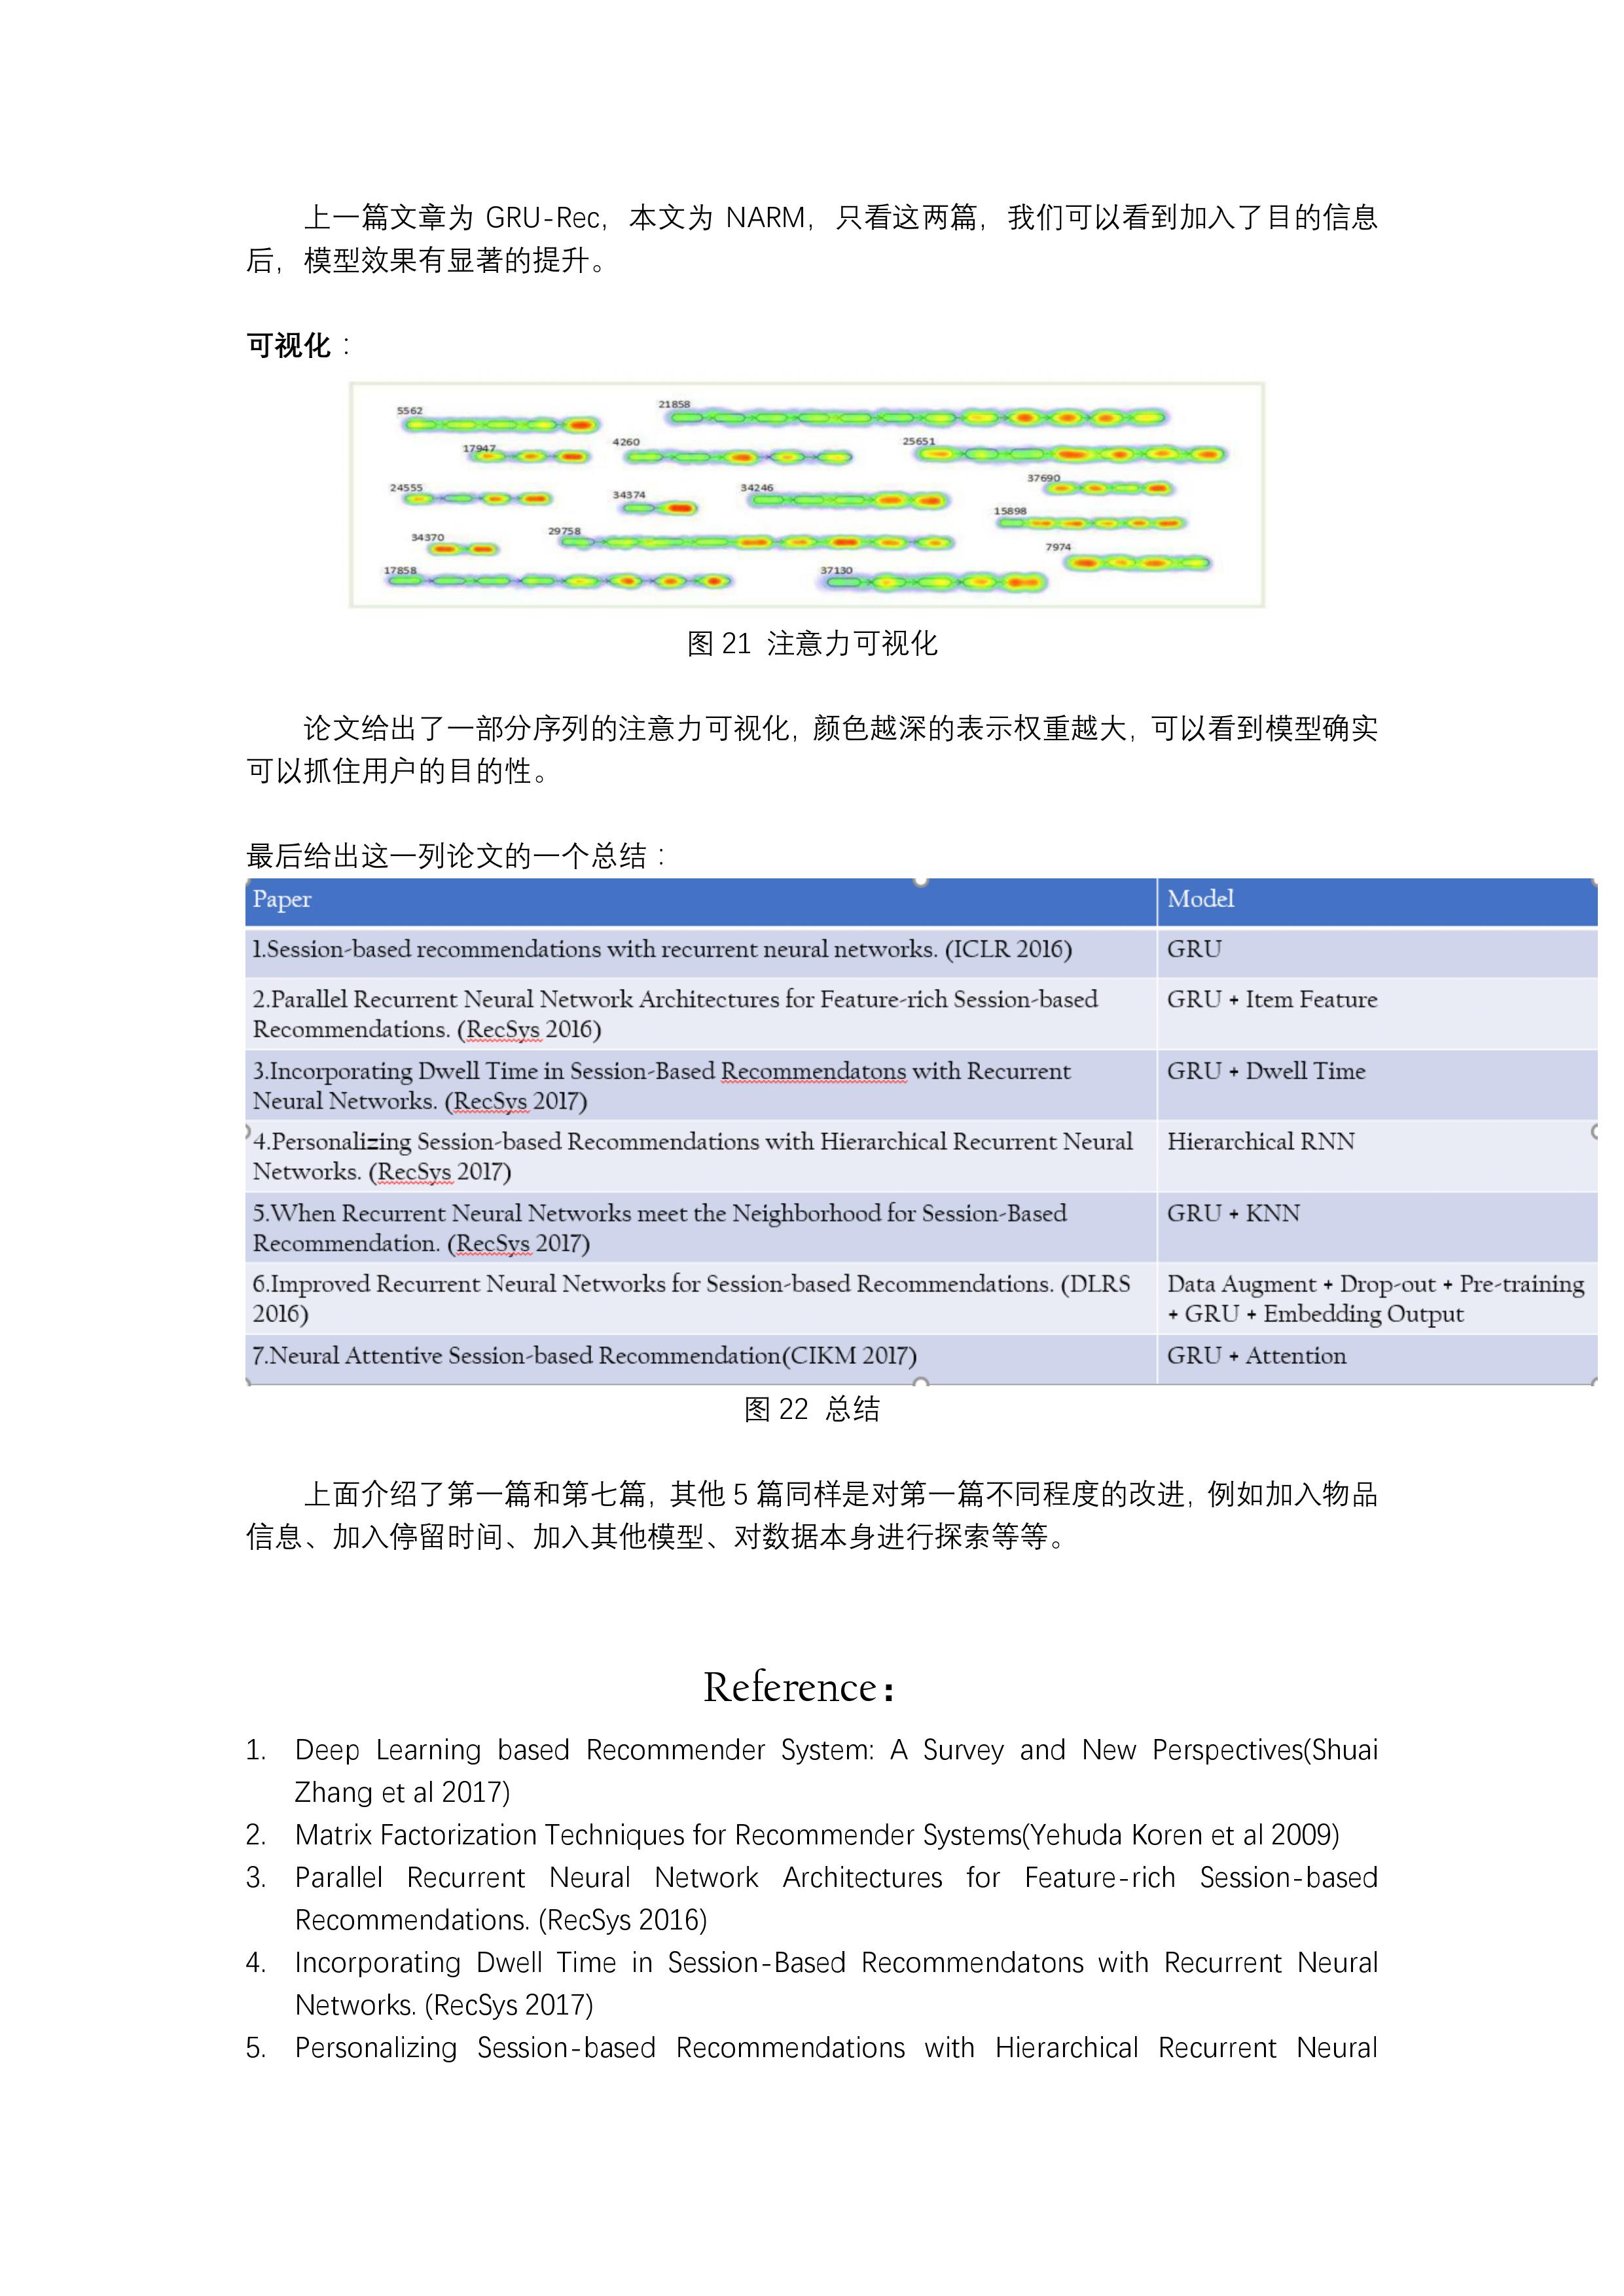 上一篇文章为 GRU-Rec，本文为 NARM，只看这两篇，我们可以看到加入了目的信息
后，模型效果有显著的提升。
可视化：
5562
21858
17947
4260
25651
24555
34374
34246
37690
15898
34370
29758
7974
17858
37130
图 21 注意力可视化
论文给出了一部分序列的注意力可视化，颜色越深的表示权重越大，可以看到模型确实
可以抓住用户的目的性。
最后给出这一列论文的一个总结：
Paper Model
1.Session-based recommendations with recurrent neural networks. (ICLR 2016) GRU
2.Parallel Recurrent Neural Network Architectures for Feature-rich Session-based GRU + Item Feature
Recommendations. (RecSys 2016)
3.Incorporating Dwell Time in Session-Based Recommendatons with Recurrent GRU + Dwell Time
Neural Networks. (RecSys 2017)
4.Personalizing Session-based Recommendations with Hierarchical Recurrent Neural Hierarchical RNN
Networks. (RecSys 2017)
5.When Recurrent Neural Networks meet the Neighborhood for Session-Based GRU + KNN
Recommendation. (RecSys 2017)
6.Improved Recurrent Neural Networks for Session-based Recommendations. (DLRS Data Augment + Drop-out + Pre-training
2016) + GRU + Embedding Output
7.Neural Attentive Session-based Recommendation(CIKM 2017) GRU + Attention
图 22 总结
上面介绍了第一篇和第七篇，其他 5 篇同样是对第一篇不同程度的改进，例如加入物品
信息、加入停留时间、加入其他模型、对数据本身进行探索等等。
Reference：
1. Deep Learning based Recommender System: A Survey and New Perspectives(Shuai
Zhang et al 2017)
2. Matrix Factorization Techniques for Recommender Systems(Yehuda Koren et al 2009)
3. Parallel Recurrent Neural Network Architectures for Feature-rich Session-based
Recommendations. (RecSys 2016)
4. Incorporating Dwell Time in Session-Based Recommendatons with Recurrent Neural
Networks. (RecSys 2017)
5. Personalizing Session-based Recommendations with Hierarchical Recurrent Neural